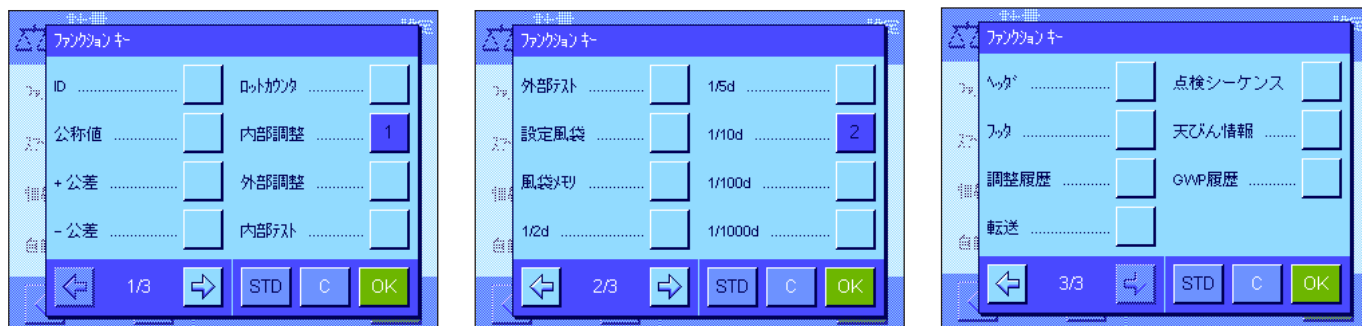 ファンクション キー
ID ....................
ロットカウンタ
公称値 ..................
内部調整 ..............
+ 公差 ..................
外部調整 ..............
- 公差 ..................
内部テスト ..............
1
1/3
STD
C
OK
ファンクション キー
外部テスト ..............
1/5d ....................
設定風袋 ..............
1/10d ..................
風袋メモリ ..............
1/100d ................
1/2d ....................
1/1000d ..............
2
2/3
STD
C
OK
ファンクション キー
ヘッダ ..................
点検シーケンス
フッタ ..................
天びん情報 ........
調整履歴 ............
GWP履歴 ............
転送 ....................
3/3
STD
C
OK